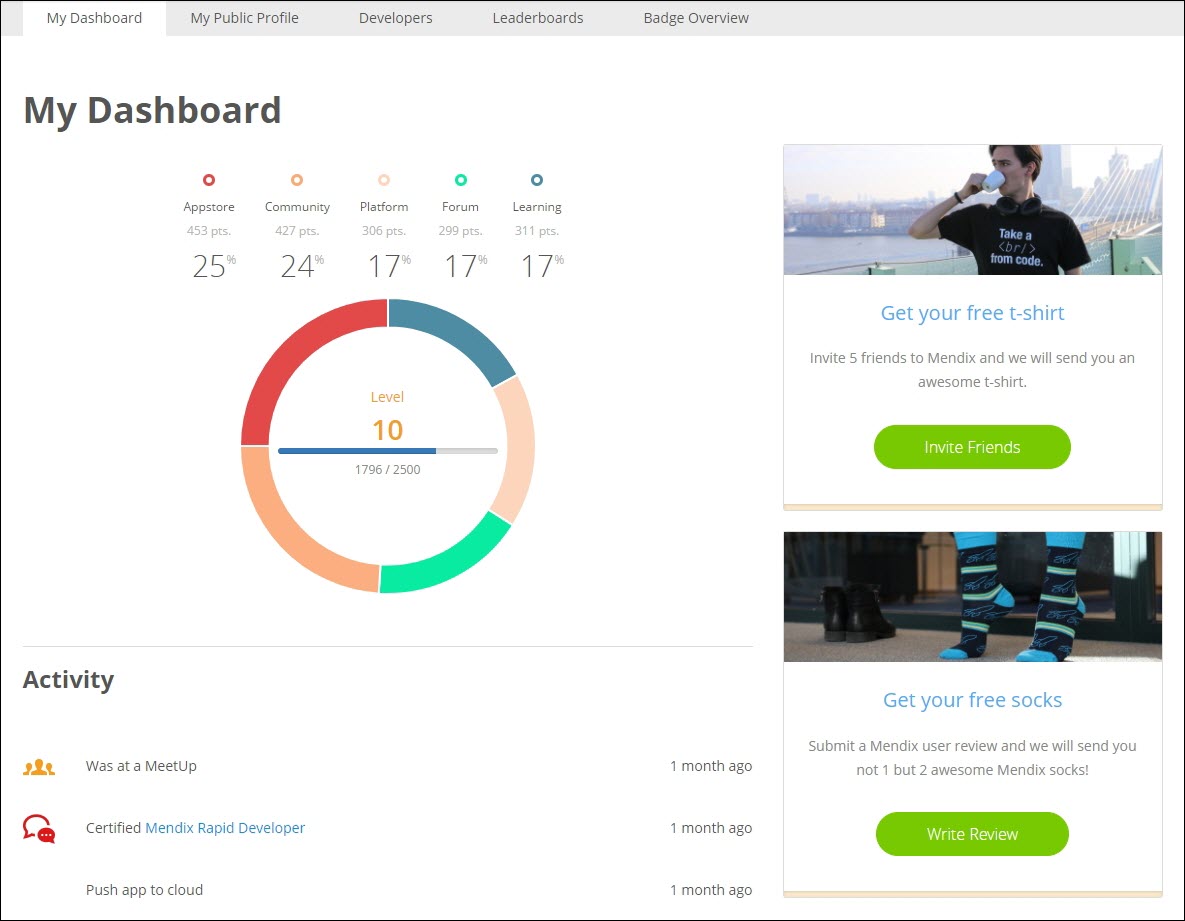 My Dashboard My Public Profile Developers Leaderboards Badge Overview
My Dashboard
Appstore Community Platform Forum Learning
453 pts. 427 pts. 306 pts. 299 pts. 311 pts.
25% 24% 17% 17% 17%
Level
10
1796 / 2500
Take a
<br/>
from code.
Get your free t-shirt
Invite 5 friends to Mendix and we will send you an
awesome t-shirt.
Invite Friends
Get your free socks
Submit a Mendix user review and we will send you
not 1 but 2 awesome Mendix socks!
Write Review
Activity
Was at a MeetUp 1 month ago
Certified Mendix Rapid Developer 1 month ago
Push app to cloud 1 month ago